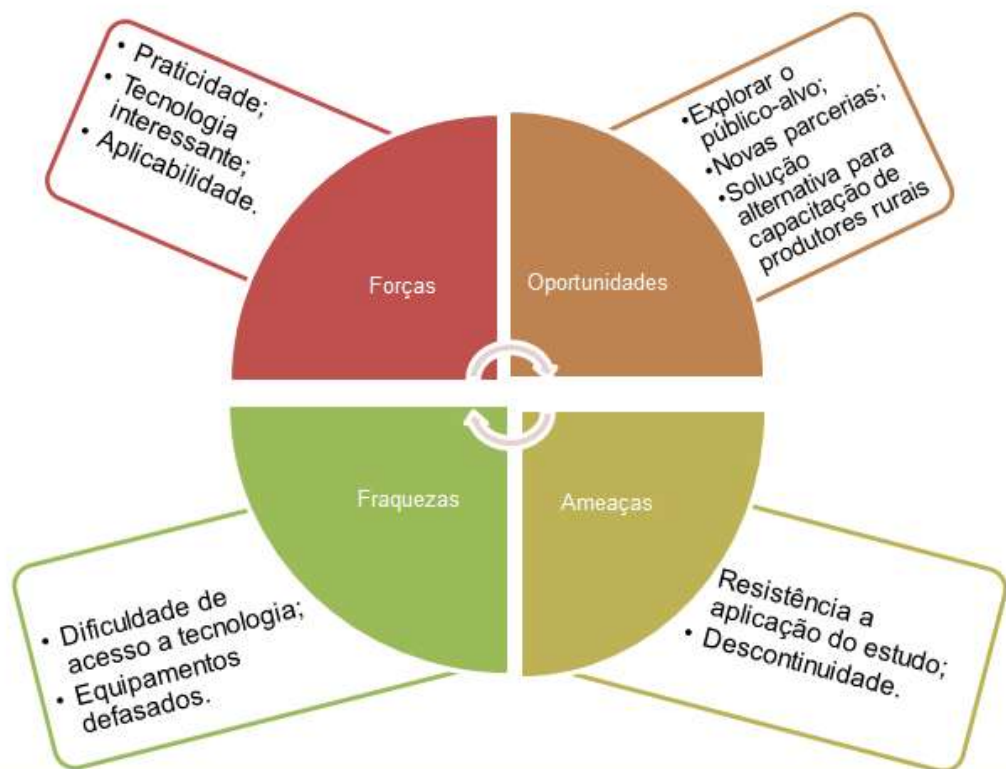 • Praticidade;
• Tecnologia
interessante;
• Aplicabilidade.
•Explorar o
público-alvo;
•Novas parcerias;
•Solução
alternativa para
capacitação de
produtores rurais
Forças
Oportunidades
Fraquezas
Ameaças
• Dificuldade de
acesso a tecnologia;
• Equipamentos
defasados.
Resistência a
aplicação do estudo;
• Descontinuidade.